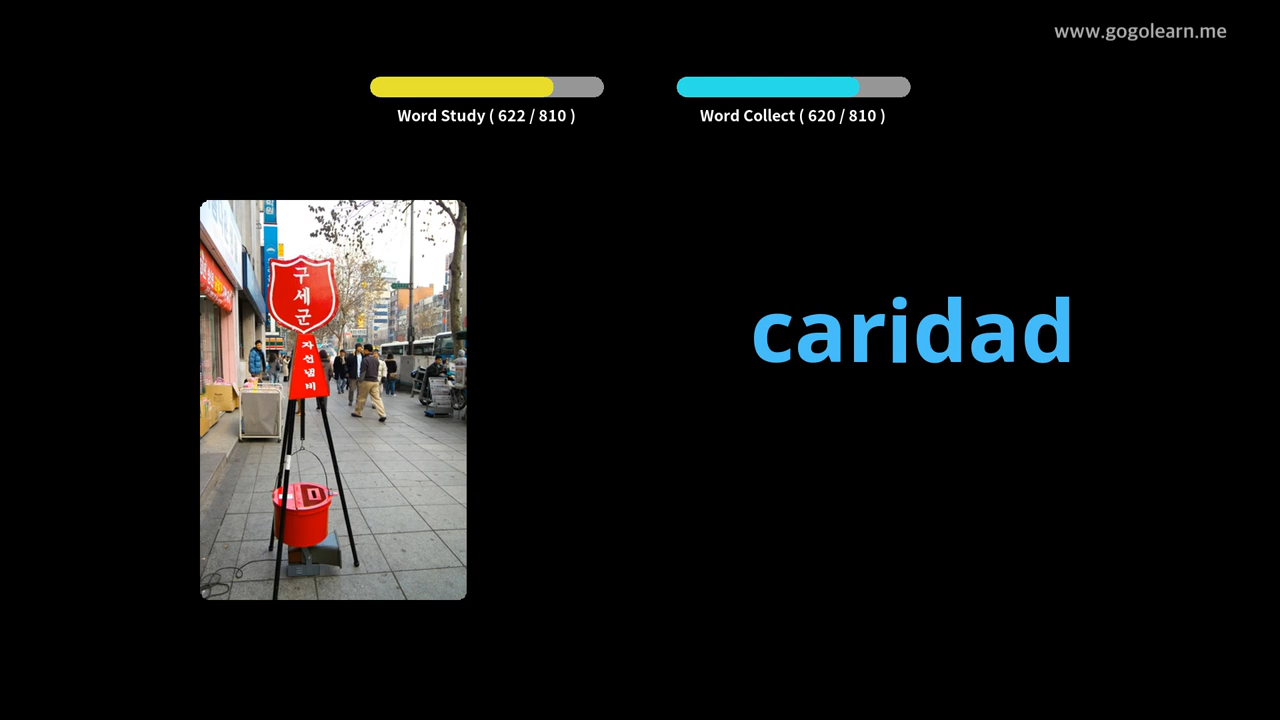 www.gogolearn.me
Word Study ( 622 / 810 )
Word Collect ( 620 / 810 )
구세군
자선냄비
caridad